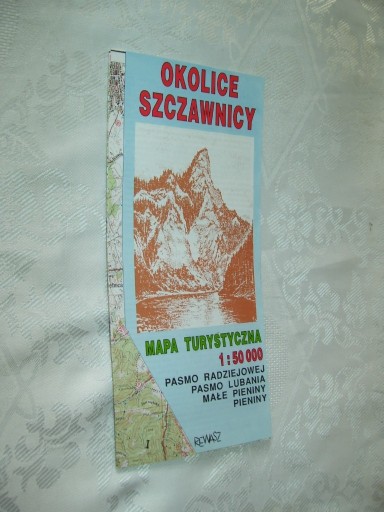 OKOLICE
SZCZAWNICY
MAPA TURYSTYCZNA
1:50 000
PASMO RADZIEJOWEJ
PASMO LUBANIA
MAŁE PIENINY
PIENINY
REWASZ